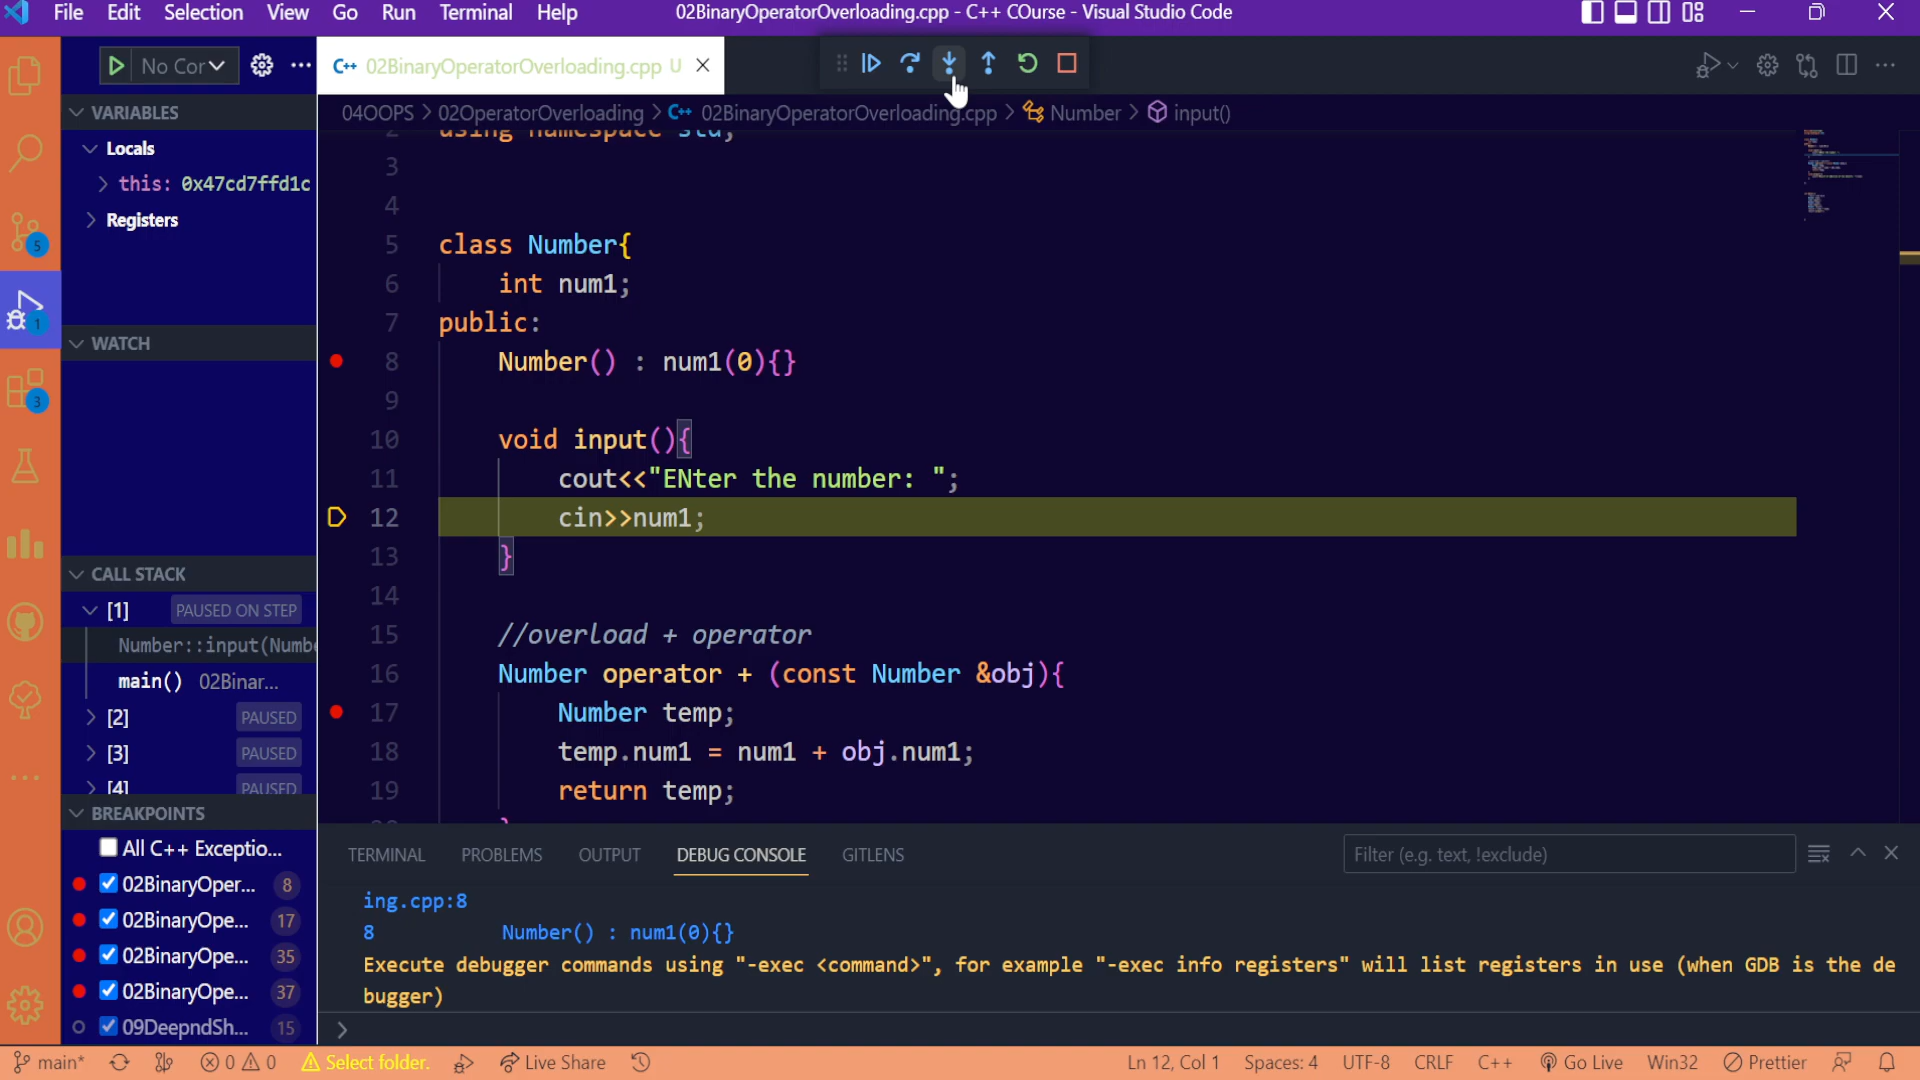 File Edit Selection View Go Run Terminal Help
02BinaryOperatorOverloading.cpp - C++ COurse - Visual Studio Code
No Cor
C++ 02BinaryOperatorOverloading.cpp U
04OOPS > 02OperatorOverloading > C++ 02BinaryOperatorOverloading.cpp > Number > input()
VARIABLES
Locals
this: 0x47cd7ffd1c
Registers
WATCH
CALL STACK
[1] PAUSED ON STEP
Number::input(Numbe
main() 02Binar...
[2] PAUSED
[3] PAUSED
[4] PAUSED
BREAKPOINTS
All C++ Exceptio...
02BinaryOper... 8
02BinaryOpe... 17
02BinaryOpe... 35
02BinaryOpe... 37
09DeepndSh... 15
5
1
3
2 using namespace std;
3
4
5 class Number{
6 int num1;
7 public:
8 Number() : num1(0){}
9
10 void input(){
11 cout<<"ENter the number: ";
12 cin>>num1;
13 }
14
15 //overload + operator
16 Number operator + (const Number &obj){
17 Number temp;
18 temp.num1 = num1 + obj.num1;
19 return temp;
TERMINAL PROBLEMS OUTPUT DEBUG CONSOLE GITLENS
Filter (e.g. text, !exclude)
ing.cpp:8
8 Number() : num1(0){}
Execute debugger commands using "-exec <command>", for example "-exec info registers" will list registers in use (when GDB is the de
bugger)
>
main* 0 0 Select folder. Live Share
Ln 12, Col 1 Spaces: 4 UTF-8 CRLF C++ Go Live Win32 Prettier